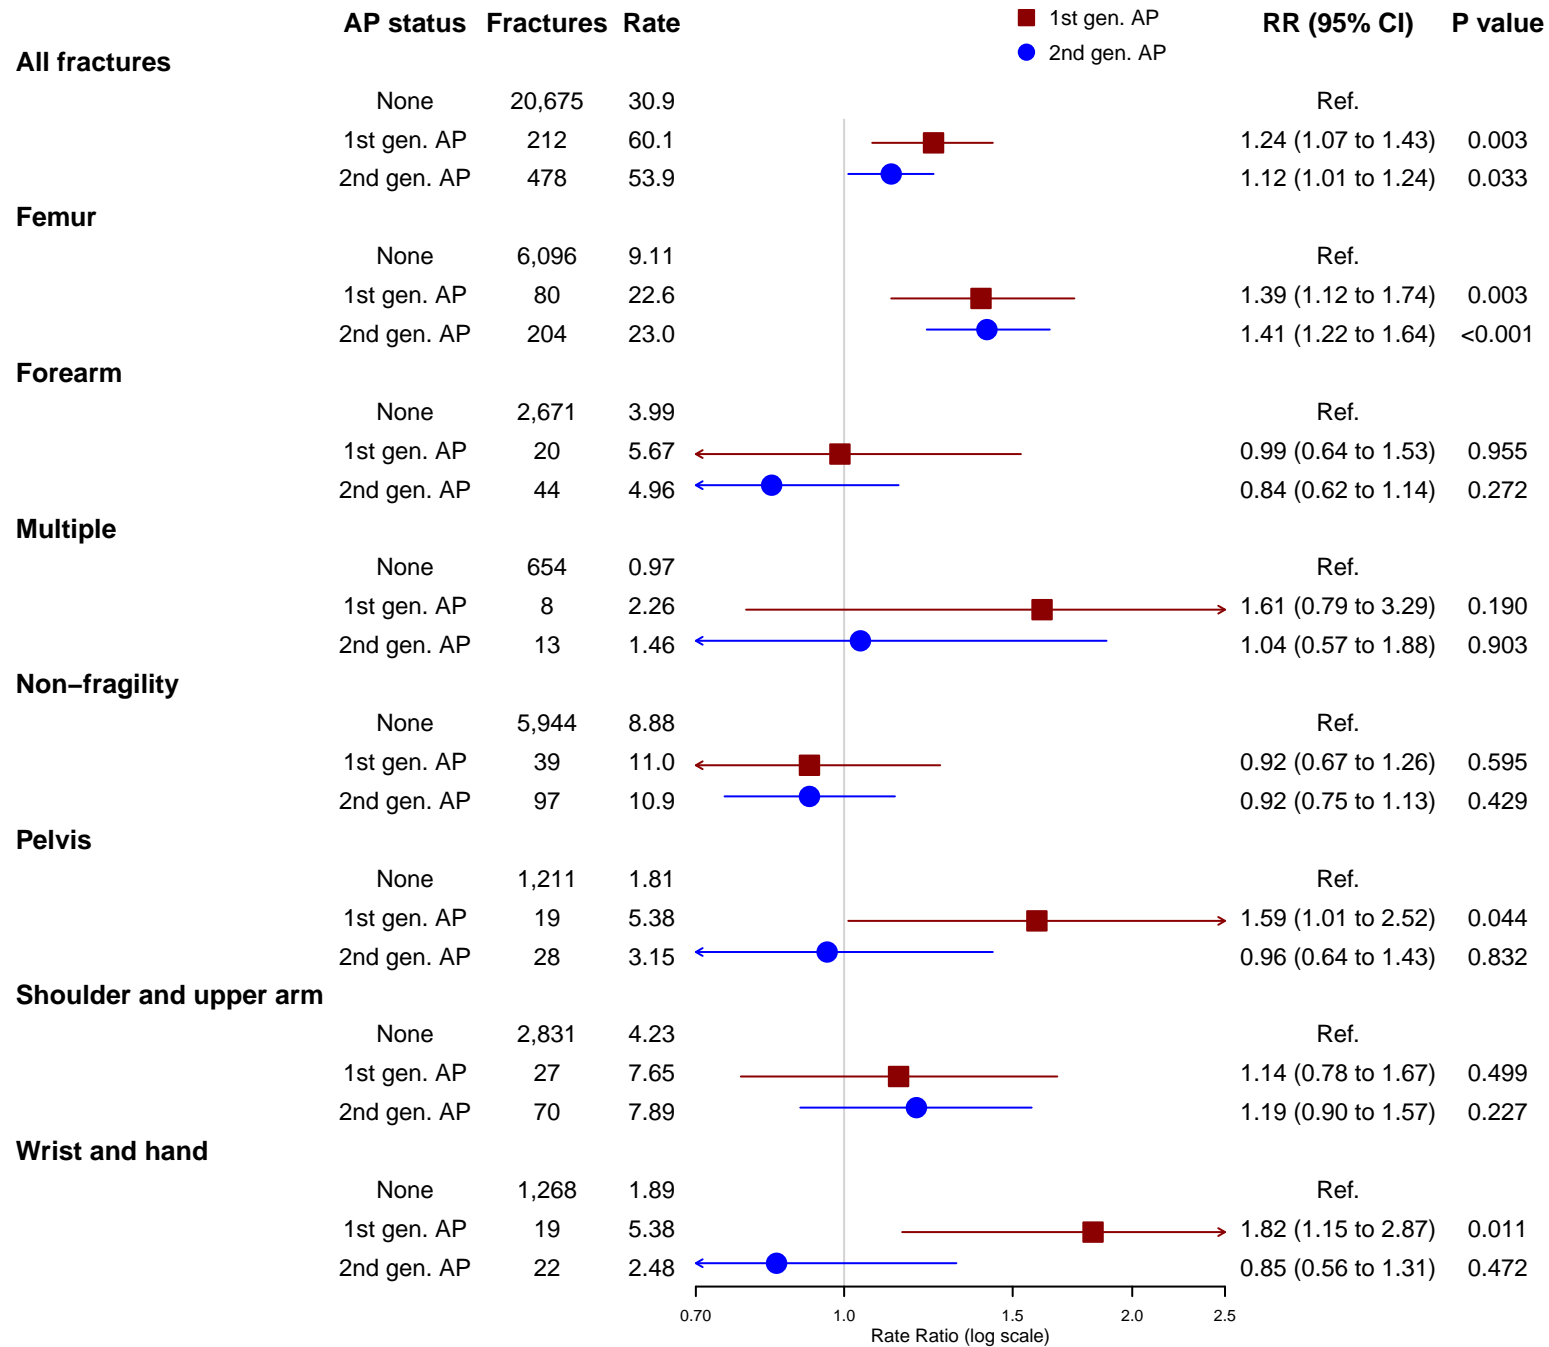 AP status Fractures Rate 1st gen. AP RR (95% CI) P value
2nd gen. AP
All fractures
None 20,675 30.9 Ref.
1st gen. AP 212 60.1 1.24 (1.07 to 1.43) 0.003
2nd gen. AP 478 53.9 1.12 (1.01 to 1.24) 0.033
Femur
None 6,096 9.11 Ref.
1st gen. AP 80 22.6 1.39 (1.12 to 1.74) 0.003
2nd gen. AP 204 23.0 1.41 (1.22 to 1.64) <0.001
Forearm
None 2,671 3.99 Ref.
1st gen. AP 20 5.67 0.99 (0.64 to 1.53) 0.955
2nd gen. AP 44 4.96 0.84 (0.62 to 1.14) 0.272
Multiple
None 654 0.97 Ref.
1st gen. AP 8 2.26 1.61 (0.79 to 3.29) 0.190
2nd gen. AP 13 1.46 1.04 (0.57 to 1.88) 0.903
Non−fragility
None 5,944 8.88 Ref.
1st gen. AP 39 11.0 0.92 (0.67 to 1.26) 0.595
2nd gen. AP 97 10.9 0.92 (0.75 to 1.13) 0.429
Pelvis
None 1,211 1.81 Ref.
1st gen. AP 19 5.38 1.59 (1.01 to 2.52) 0.044
2nd gen. AP 28 3.15 0.96 (0.64 to 1.43) 0.832
Shoulder and upper arm
None 2,831 4.23 Ref.
1st gen. AP 27 7.65 1.14 (0.78 to 1.67) 0.499
2nd gen. AP 70 7.89 1.19 (0.90 to 1.57) 0.227
Wrist and hand
None 1,268 1.89 Ref.
1st gen. AP 19 5.38 1.82 (1.15 to 2.87) 0.011
2nd gen. AP 22 2.48 0.85 (0.56 to 1.31) 0.472
0.70 1.0 1.5 2.0 2.5
Rate Ratio (log scale)